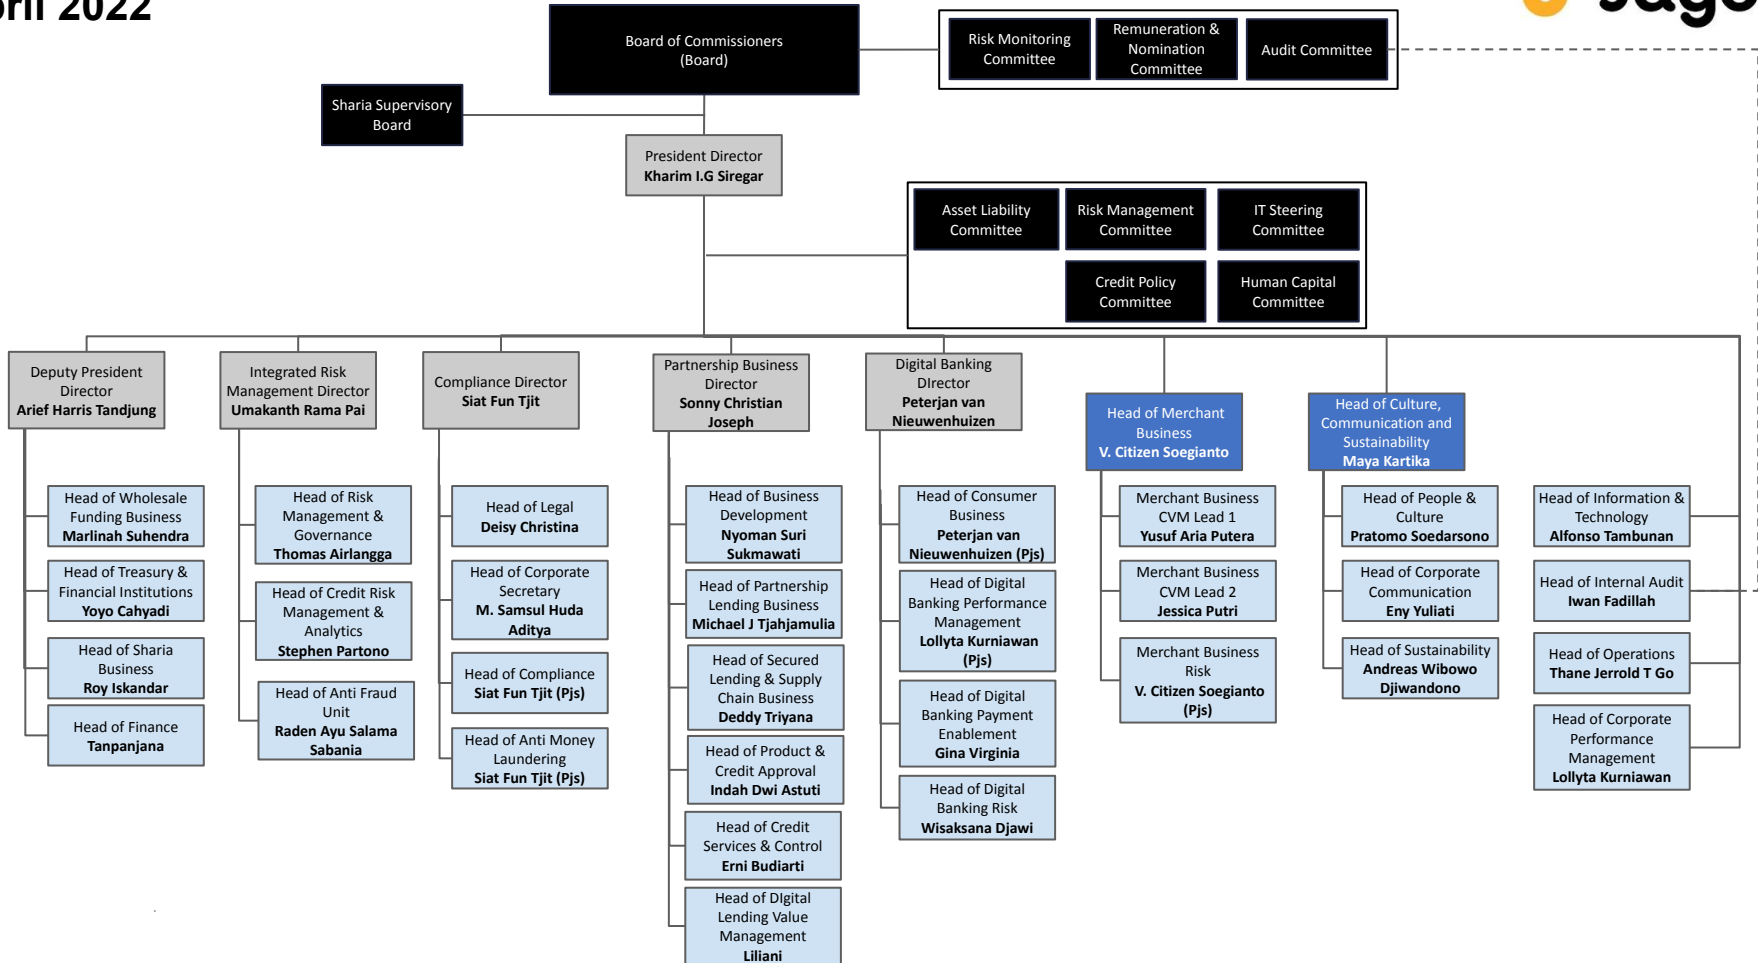 2022
Board of Commissioners
(Board)
Risk Monitoring
Committee
Remuneration &
Nomination
Committee
Audit Committee
Sharia Supervisory
Board
President Director
Kharim I.G Siregar
Asset Liability
Committee
Risk Management
Committee
IT Steering
Committee
Credit Policy
Committee
Human Capital
Committee
Deputy President
Director
Arief Harris Tandjung
Integrated Risk
Management Director
Umakanth Rama Pai
Compliance Director
Siat Fun Tjit
Partnership Business
Director
Sonny Christian
Joseph
Digital Banking
DIrector
Peterjan van
Nieuwenhuizen
Head of Merchant
Business
V. Citizen Soegianto
Head of Culture,
Communication and
Sustainability
Maya Kartika
Head of Wholesale
Funding Business
Marlinah Suhendra
Head of Treasury &
Financial Institutions
Yoyo Cahyadi
Head of Sharia
Business
Roy Iskandar
Head of Finance
Tanpanjana
Head of Risk
Management &
Governance
Thomas Airlangga
Head of Credit Risk
Management &
Analytics
Stephen Partono
Head of Anti Fraud
Unit
Raden Ayu Salama
Sabania
Head of Legal
Deisy Christina
Head of Corporate
Secretary
M. Samsul Huda
Aditya
Head of Compliance
Siat Fun Tjit (Pjs)
Head of Anti Money
Laundering
Siat Fun Tjit (Pjs)
Head of Business
Development
Nyoman Suri
Sukmawati
Head of Partnership
Lending Business
Michael J Tjahjamulia
Head of Secured
Lending & Supply
Chain Business
Deddy Triyana
Head of Product &
Credit Approval
Indah Dwi Astuti
Head of Credit
Services & Control
Erni Budiarti
Head of DIgital
Lending Value
Management
Liliani
Head of Consumer
Business
Peterjan van
Nieuwenhuizen (Pjs)
Head of Digital
Banking Performance
Management
Lollyta Kurniawan
(Pjs)
Head of Digital
Banking Payment
Enablement
Gina Virginia
Head of Digital
Banking Risk
Wisaksana Djawi
Merchant Business
CVM Lead 1
Yusuf Aria Putera
Merchant Business
CVM Lead 2
Jessica Putri
Merchant Business
Risk
V. Citizen Soegianto
(Pjs)
Head of People &
Culture
Pratomo Soedarsono
Head of Corporate
Communication
Eny Yuliati
Head of Sustainability
Andreas Wibowo
Djiwandono
Head of Information &
Technology
Alfonso Tambunan
Head of Internal Audit
Iwan Fadillah
Head of Operations
Thane Jerrold T Go
Head of Corporate
Performance
Management
Lollyta Kurniawan